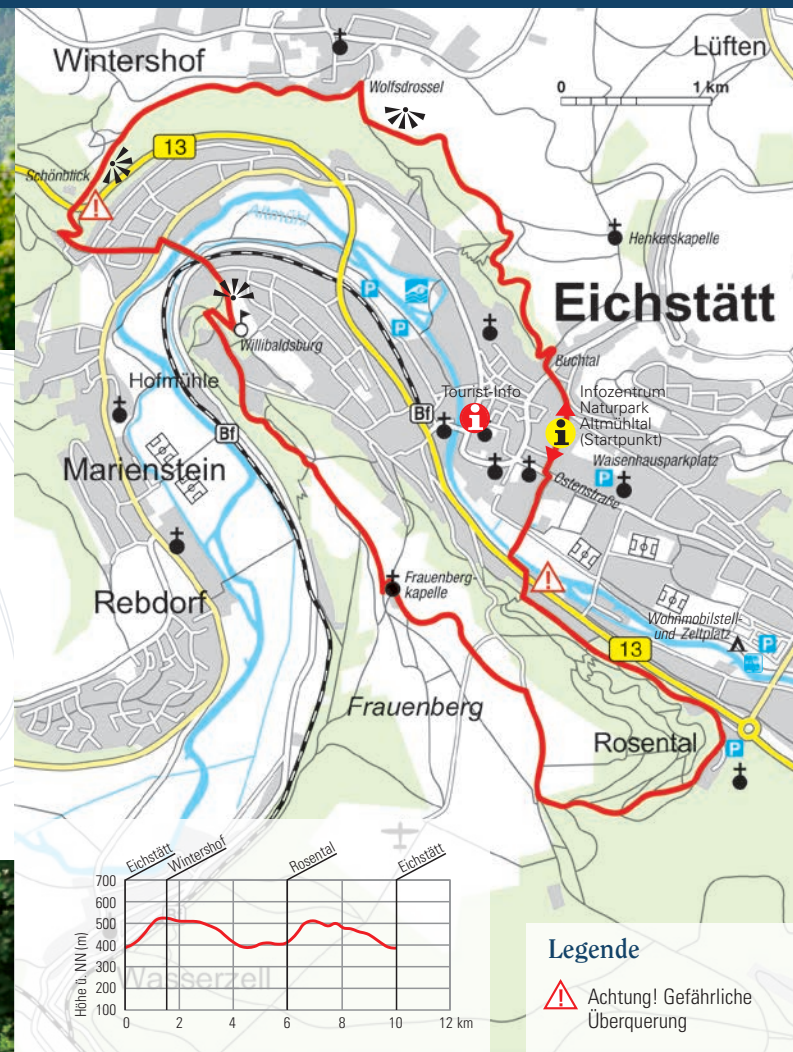 Wintershof
Lüften
Wolfsdrossel
0 1 km
13
Schönblick
Altmühl
Henkerskapelle
Eichstätt
P
P
Willibaldsburg
Buchtal
Hofmühle
Tourist-Info
Infozentrum
Naturpark
Altmühltal
(Startpunkt)
i
i
Bf
Bf
Marienstein
Waisenhausparkplatz
P
Ostenstraße
Frauenberg-
kapelle
Rebdorf
Wohnmobilstell-
und Zeltplatz
P
13
Frauenberg
Rosental
P
Eichstätt
Wintershof
Rosental
Eichstätt
Höhe ü. NN (m)
700
600
500
400
300
200
100
0 2 4 6 8 10 12 km
Wasserzell
Legende
! Achtung! Gefährliche
Überquerung